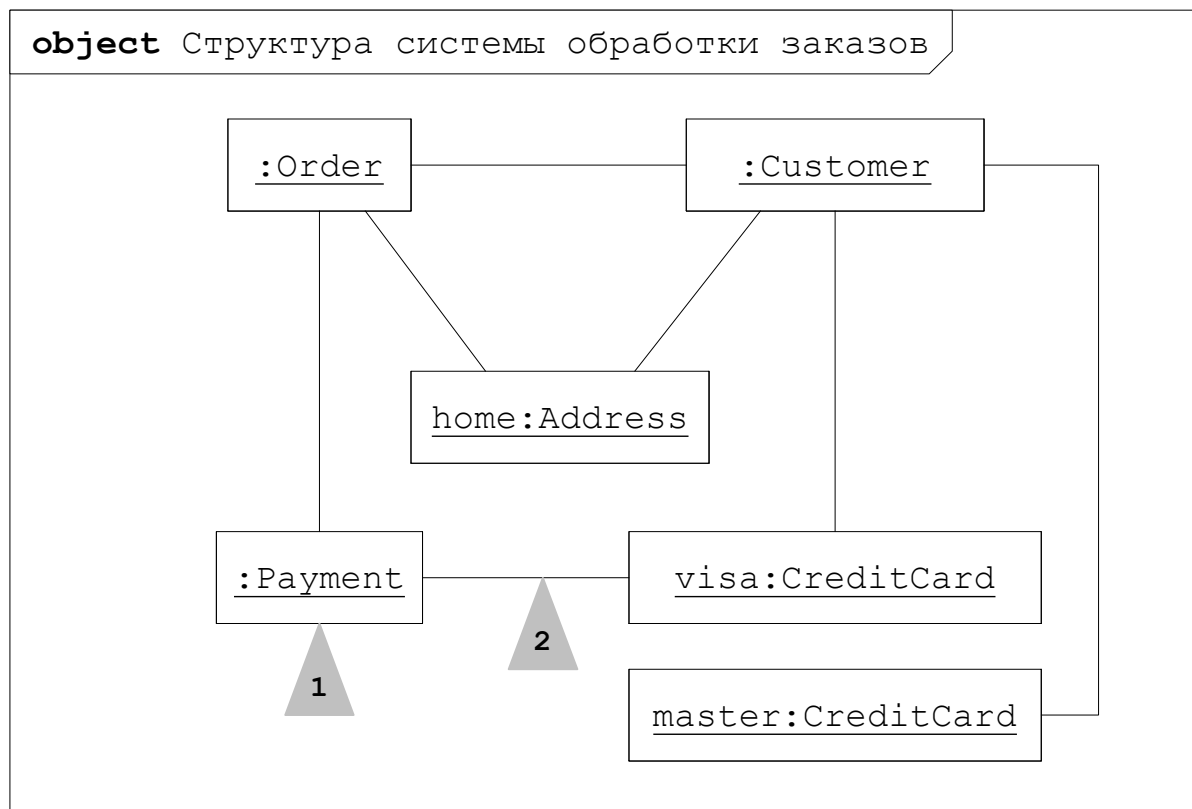 object Структура системы обработки заказов
:Order
:Customer
home:Address
:Payment
visa:CreditCard
2
1
master:CreditCard